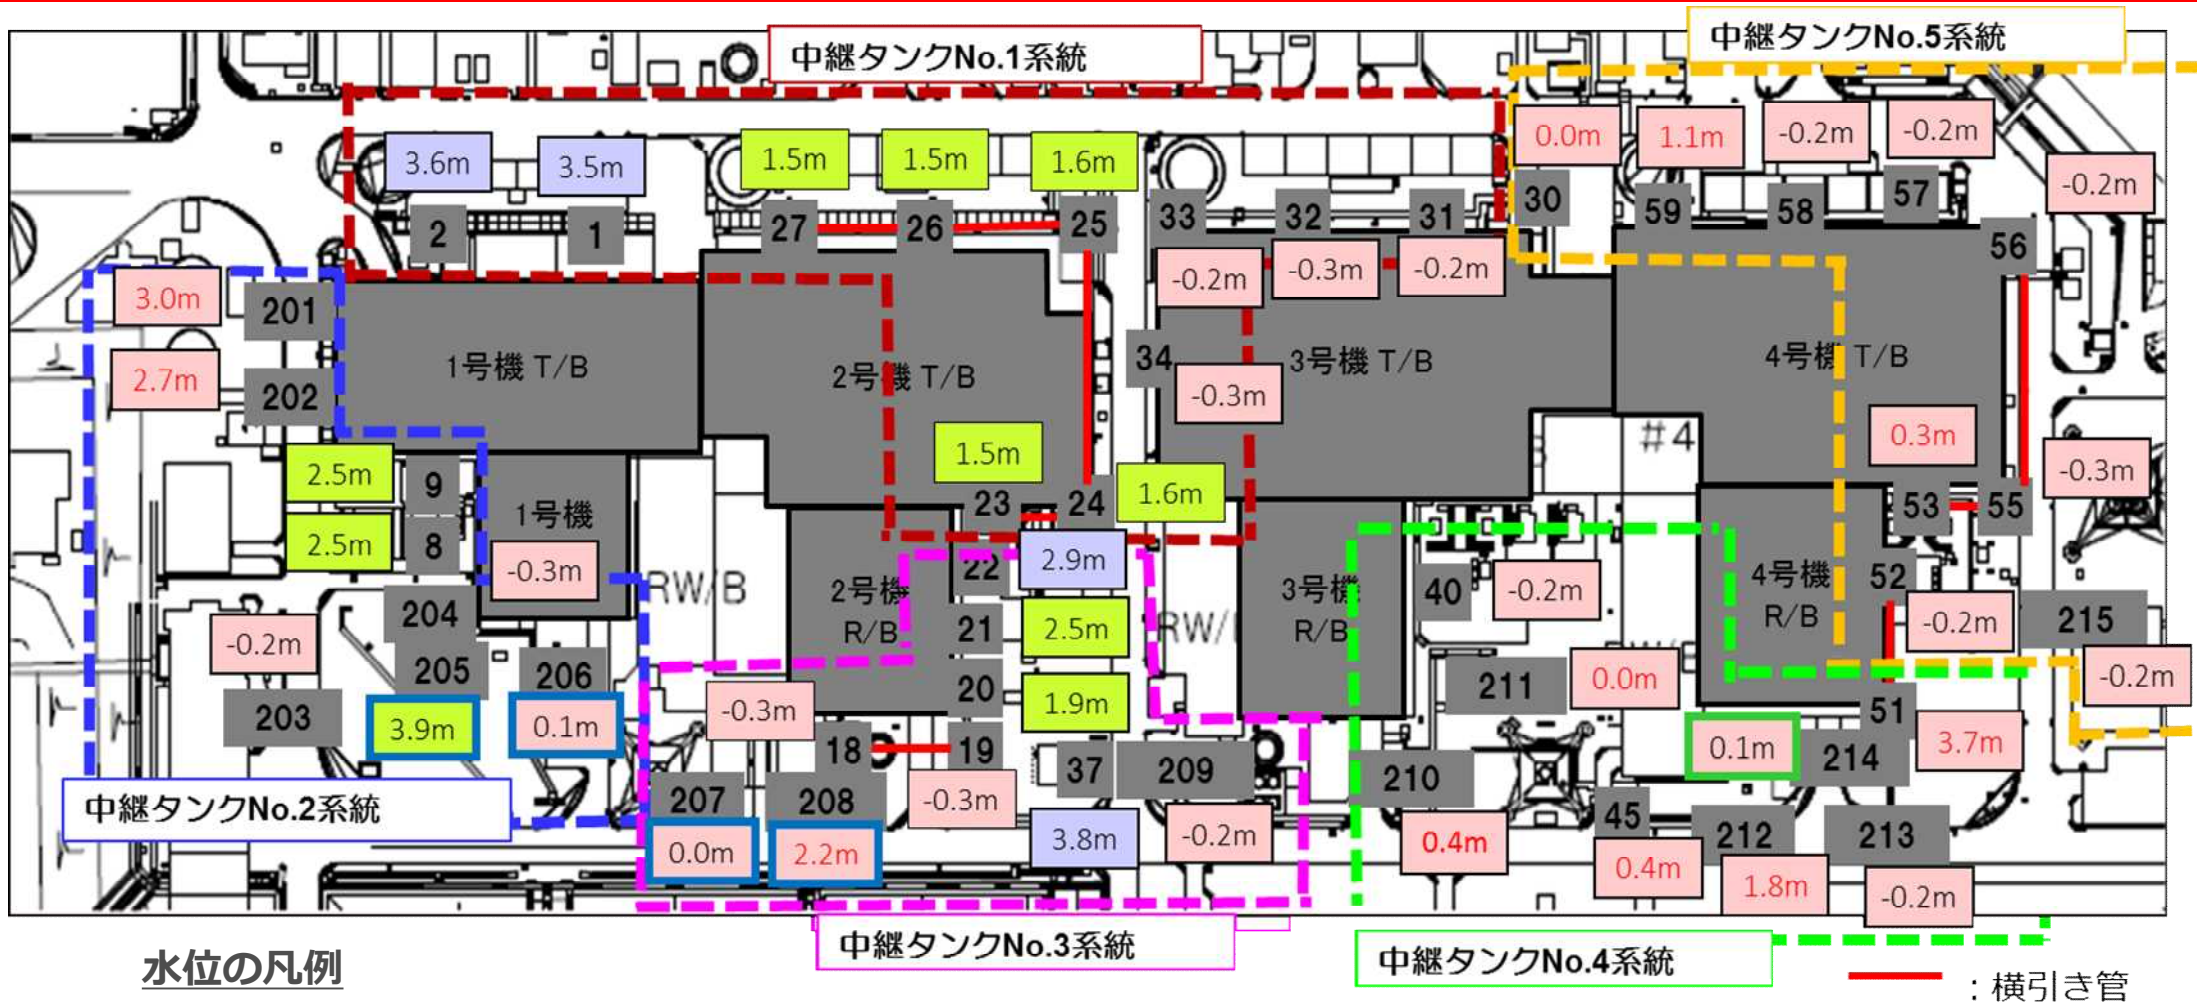 中継タンクNo.1系統
中継タンクNo.5系統
3.6m
3.5m
1.5m
1.5m
1.6m
0.0m
1.1m
-0.2m
-0.2m
-0.2m
2
1
27
26
25
33
32
31
30
59
58
57
56
3.0m
201
-0.2m
-0.3m
-0.2m
2.7m
202
1号機 T/B
2号機 T/B
34
3号機 T/B
4号機 T/B
-0.3m
2.5m
9
1.5m
1.6m
#4
0.3m
-0.3m
2.5m
8
1号機
23
24
53
55
-0.3m
RW/B
2号機
R/B
22
2.9m
3号機
R/B
40
-0.2m
4号機
R/B
52
204
21
2.5m
RW/
-0.2m
215
-0.2m
205
206
20
1.9m
211
0.0m
-0.2m
203
3.9m
0.1m
-0.3m
18
19
37
209
210
0.1m
51
214
3.7m
中継タンクNo.2系統
207
208
-0.3m
45
212
213
0.0m
2.2m
3.8m
-0.2m
0.4m
0.4m
1.8m
-0.2m
中継タンクNo.3系統
中継タンクNo.4系統
水位の凡例
：横引き管